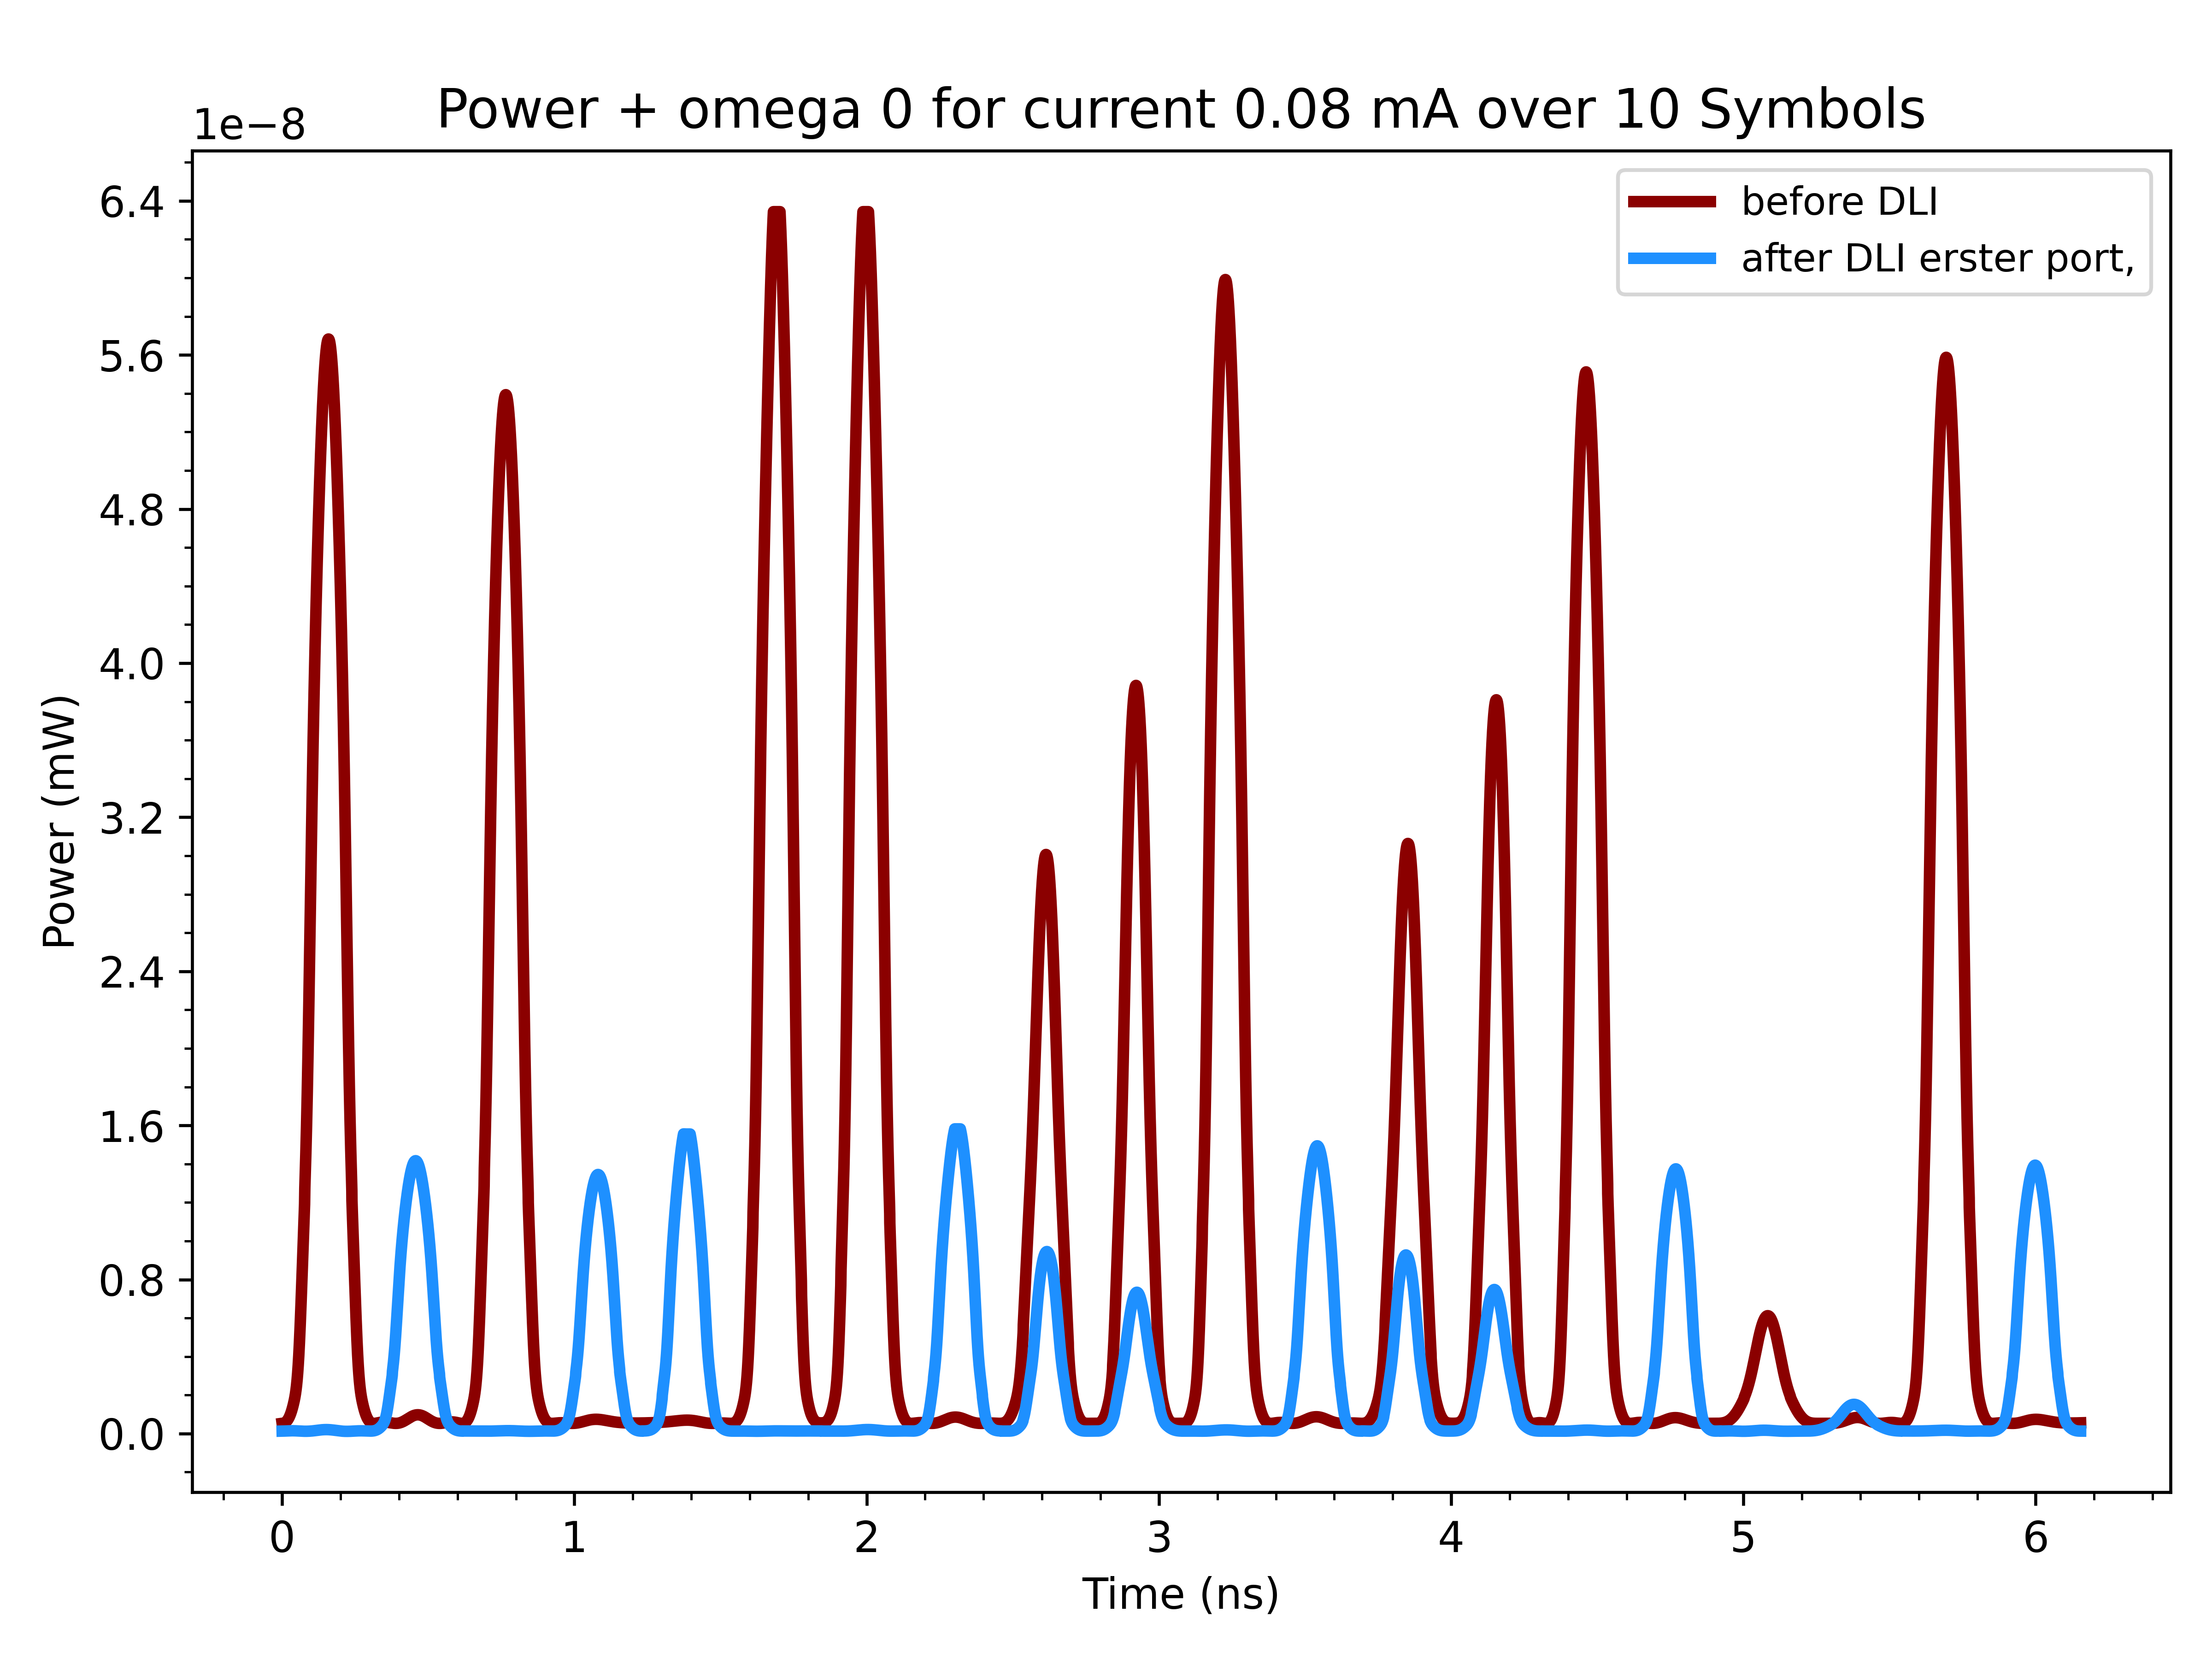 Power + omega 0 for current 0.08 mA over 10 Symbols
1e−8
before DLI
after DLI erster port,
6.4
5.6
4.8
4.0
3.2
2.4
1.6
0.8
0.0
Power (mW)
0 1 2 3 4 5 6
Time (ns)